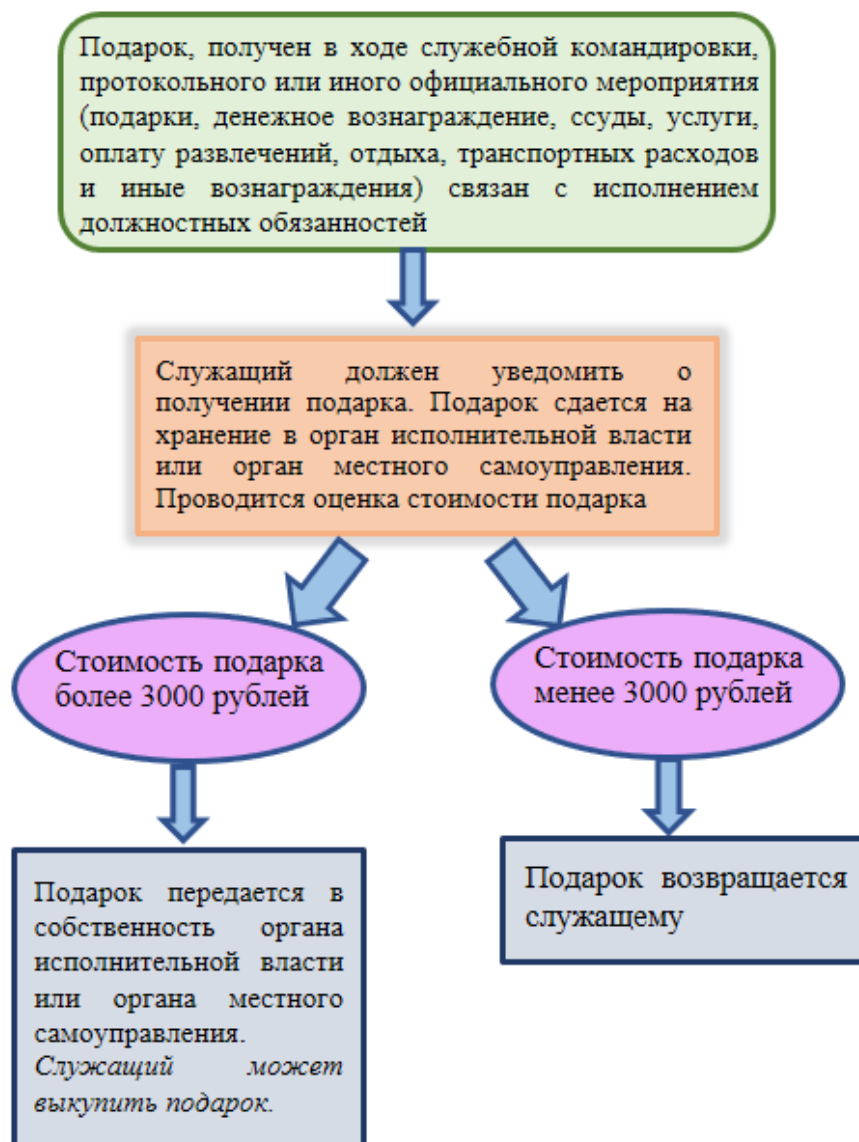 Подарок, получен в ходе служебной командировки,
протокольного или иного официального мероприятия
(подарки, денежное вознаграждение, ссуды, услуги,
оплату развлечений, отдыха, транспортных расходов
и иные вознаграждения) связан с исполнением
должностных обязанностей
Служащий должен уведомить о
получении подарка. Подарок сдается на
хранение в орган исполнительной власти
или орган местного самоуправления.
Проводится оценка стоимости подарка
Стоимость подарка
более 3000 рублей
Стоимость подарка
менее 3000 рублей
Подарок передается в
собственность органа
исполнительной власти
или органа местного
самоуправления.
Служащий может
выкупить подарок.
Подарок возвращается
служащему